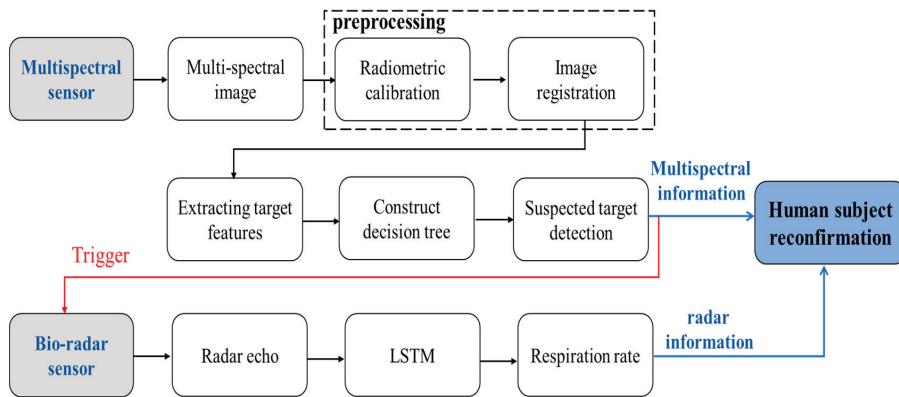 preprocessing
Multispectral
sensor
Multi-spectral
image
Radiometric
calibration
Image
registration
Extracting target
features
Construct
decision tree
Suspected target
detection
Multispectral
information
Human subject
reconfirmation
Trigger
Bio-radar
sensor
Radar echo
LSTM
Respiration rate
radar
information